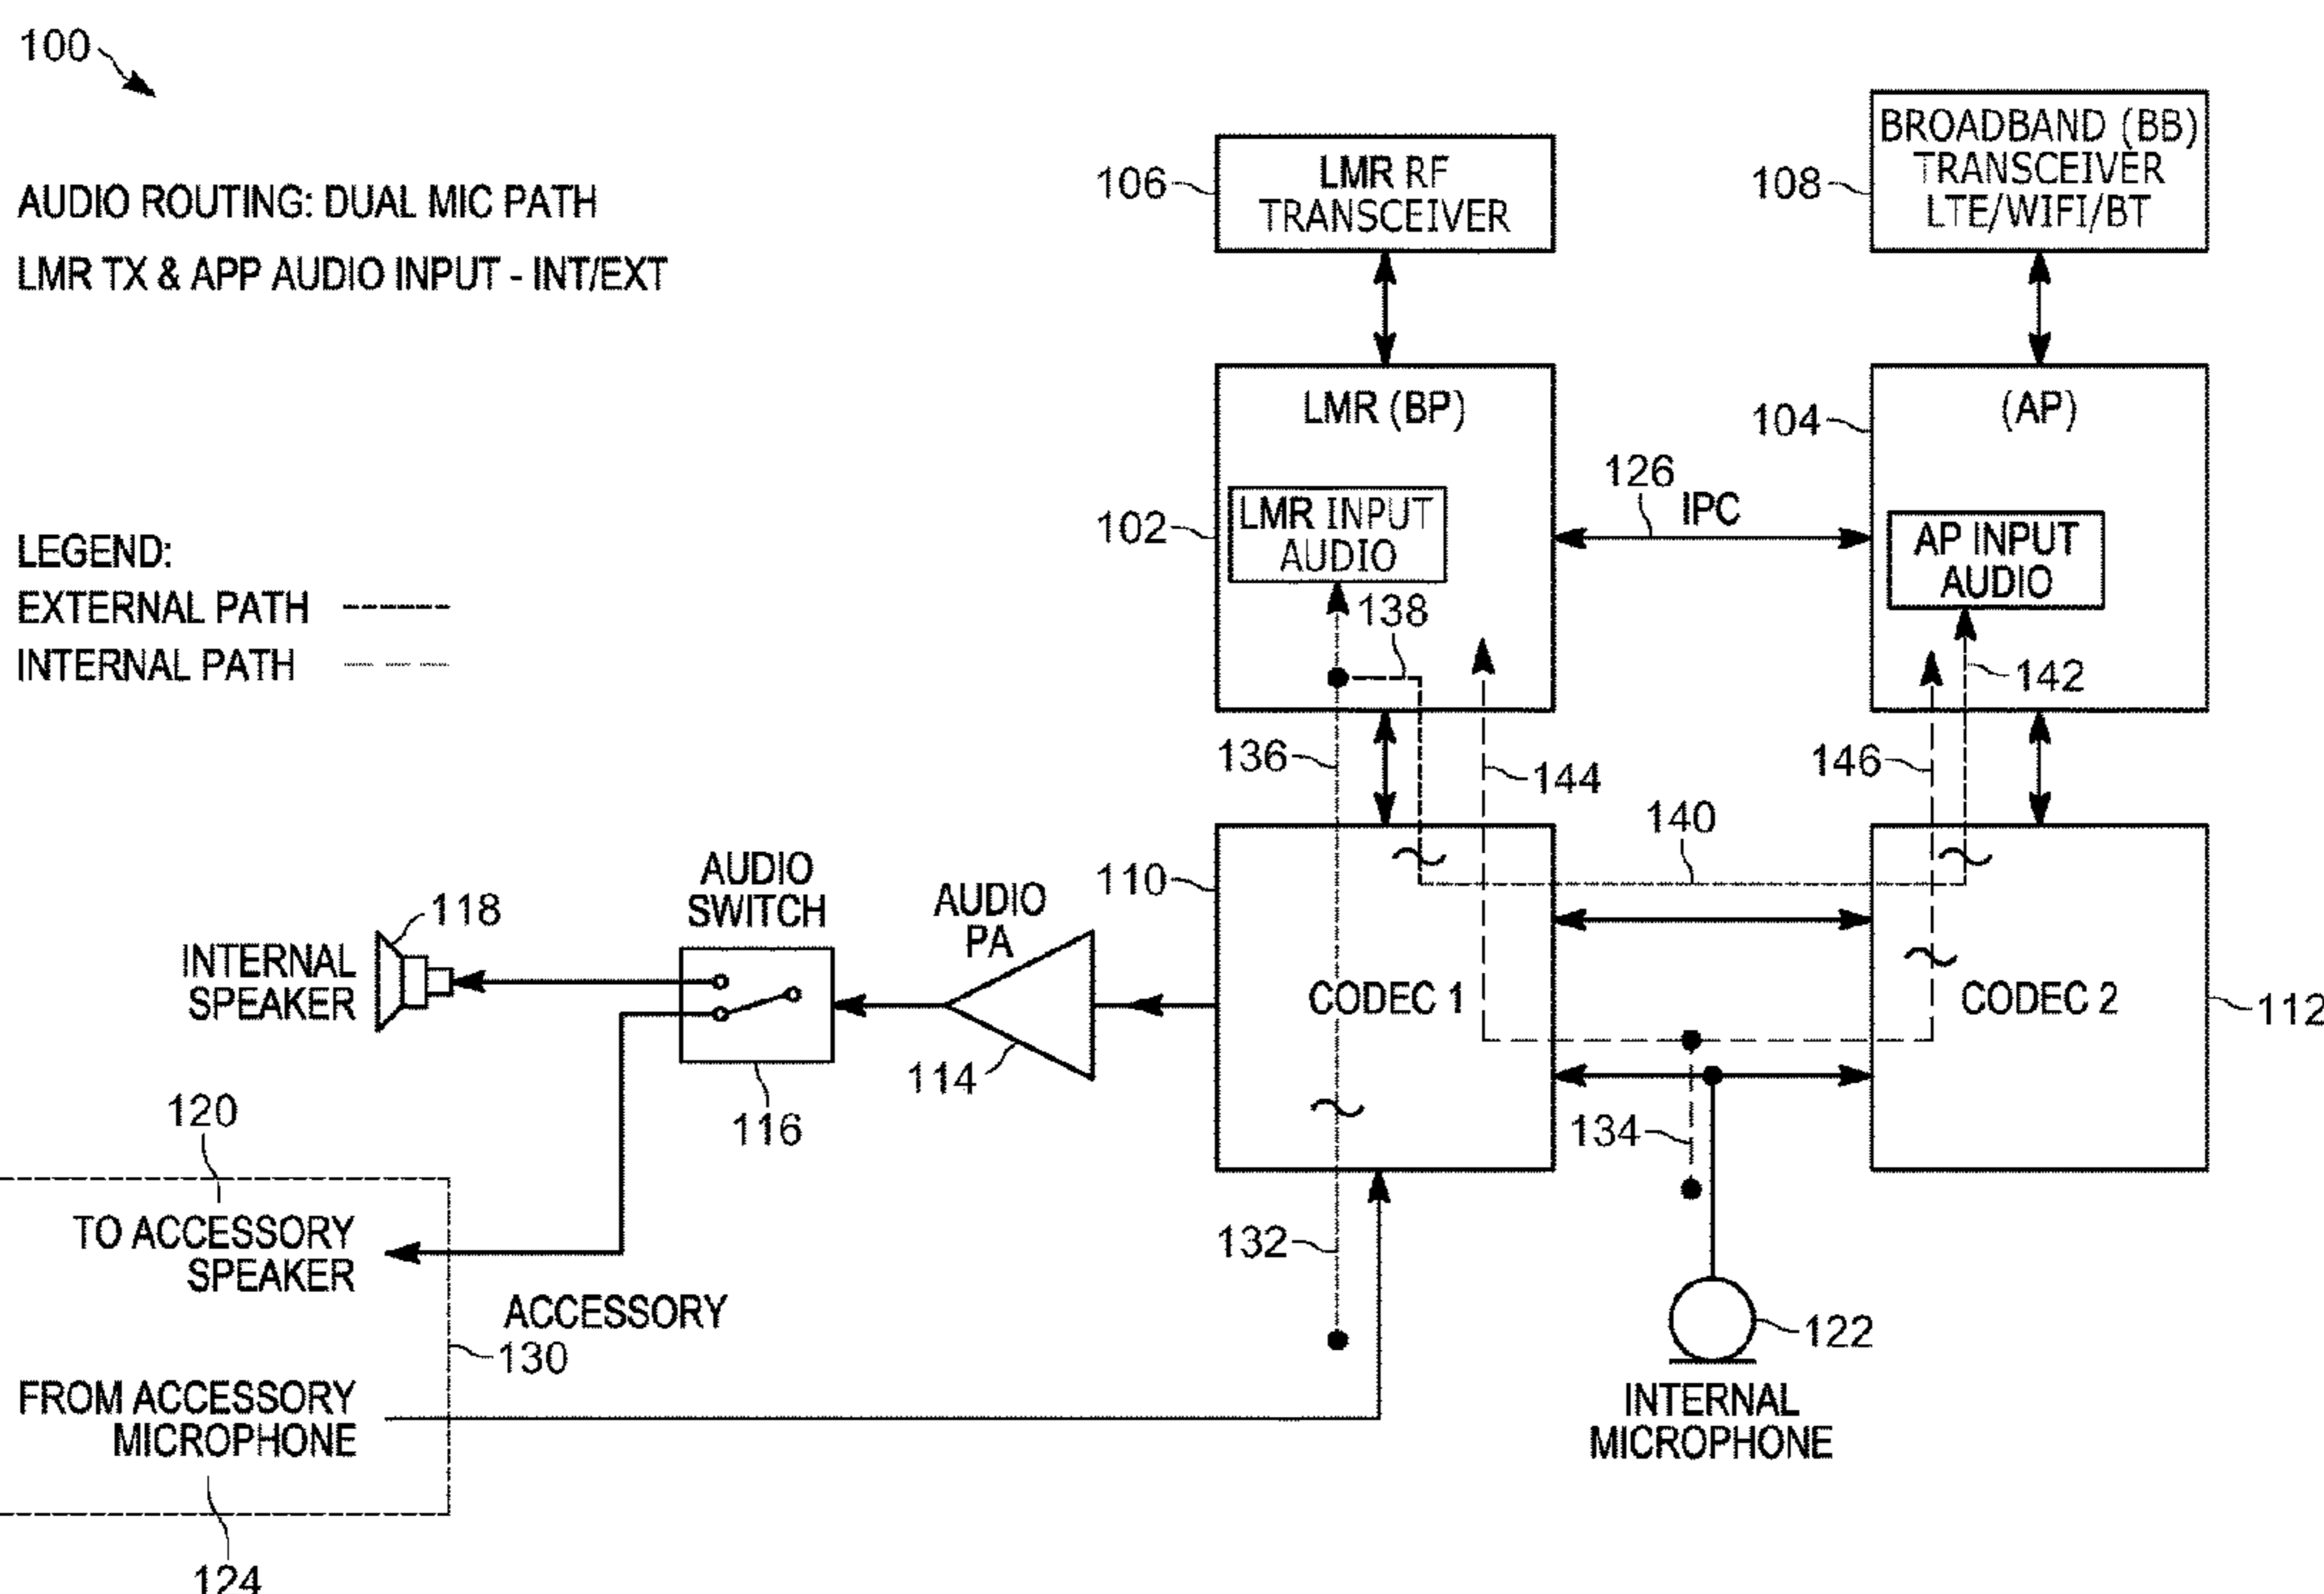 100
AUDIO ROUTING: DUAL MIC PATH
LMR TX & APP AUDIO INPUT - INT/EXT
LEGEND:
EXTERNAL PATH
INTERNAL PATH
106
LMR RF
TRANSCEIVER
108
BROADBAND (BB)
TRANSCEIVER
LTE/WIFI/BT
LMR (BP)
102
LMR INPUT
AUDIO
138
126
IPC
104
(AP)
AP INPUT
AUDIO
142
136
144
146
140
110
CODEC 1
CODEC 2
112
AUDIO
SWITCH
AUDIO
PA
118
INTERNAL
SPEAKER
114
116
134
132
120
TO ACCESSORY
SPEAKER
ACCESSORY
130
FROM ACCESSORY
MICROPHONE
124
122
INTERNAL
MICROPHONE